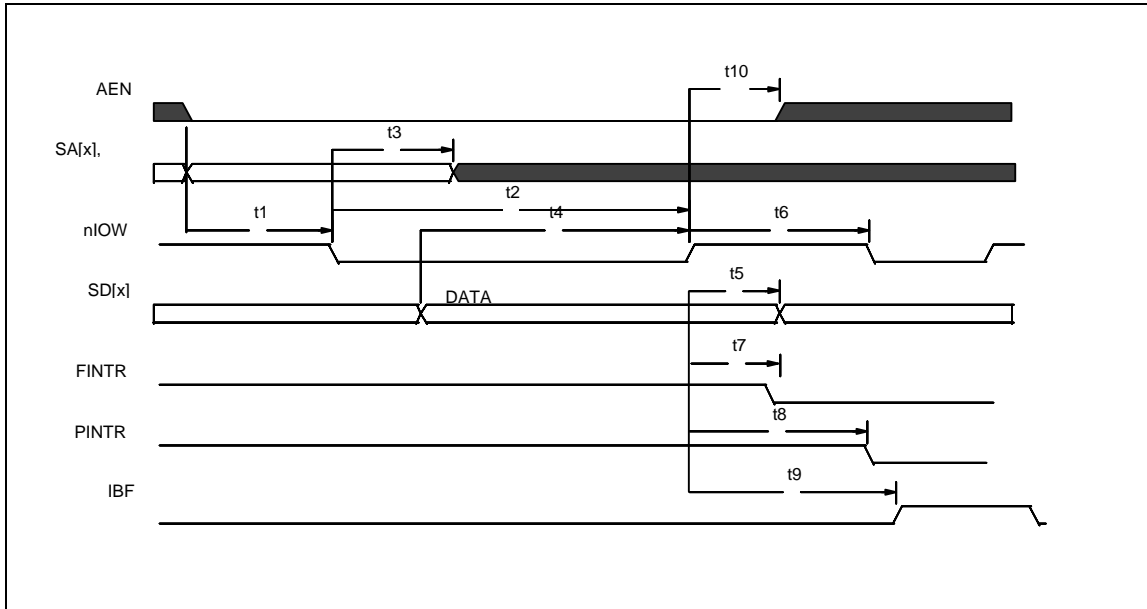 t10
AEN
t3
SA[x],
t2
t1
t4
t6
nIOW
t5
SD[x]
DATA
t7
FINTR
t8
PINTR
t9
IBF